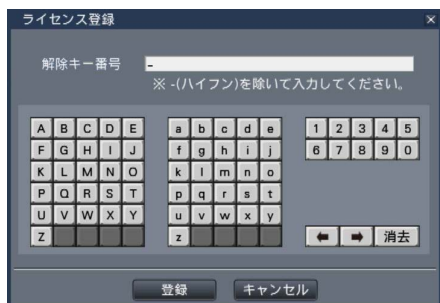 ライセンス登録 ×
解除キー番号 -
※ -(ハイフン)を除いて入力してください。
A B C D E a b c d e 1 2 3 4 5
F G H I J f g h i j 6 7 8 9 0
K L M N O k l m n o
P Q R S T p q r s t
U V W X Y u v w x y
Z z ← → 消去
登録 キャンセル